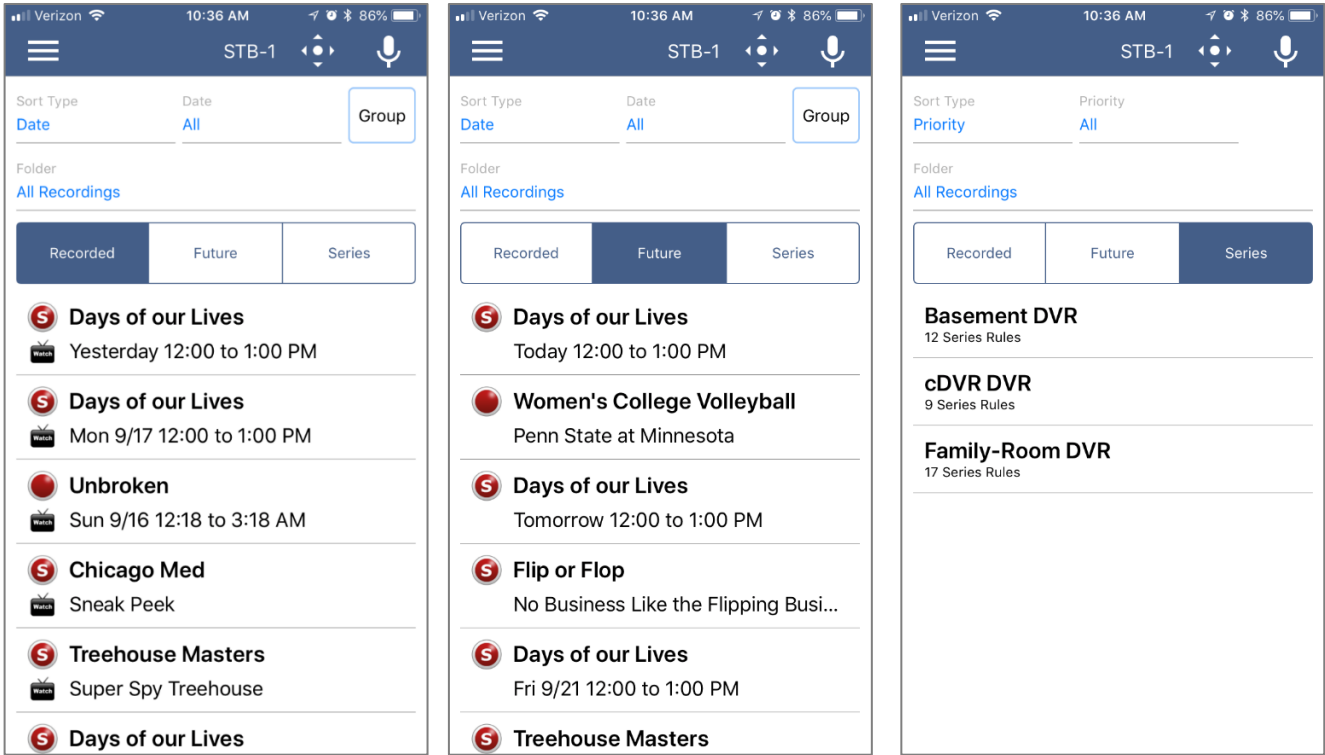 Verizon 10:36 AM 86%
STB-1
Sort Type Date
Date All
Group
Folder
All Recordings
Recorded Future Series
S Days of our Lives
Watch Yesterday 12:00 to 1:00 PM
S Days of our Lives
Watch Mon 9/17 12:00 to 1:00 PM
Unbroken
Watch Sun 9/16 12:18 to 3:18 AM
S Chicago Med
Watch Sneak Peek
S Treehouse Masters
Watch Super Spy Treehouse
S Days of our Lives
Verizon 10:36 AM 86%
STB-1
Sort Type Date
Date All
Group
Folder
All Recordings
Recorded Future Series
S Days of our Lives
Today 12:00 to 1:00 PM
Women's College Volleyball
Penn State at Minnesota
S Days of our Lives
Tomorrow 12:00 to 1:00 PM
S Flip or Flop
No Business Like the Flipping Busi...
S Days of our Lives
Fri 9/21 12:00 to 1:00 PM
S Treehouse Masters
Verizon 10:36 AM 86%
STB-1
Sort Type Priority
Priority All
Folder
All Recordings
Recorded Future Series
Basement DVR
12 Series Rules
cDVR DVR
9 Series Rules
Family-Room DVR
17 Series Rules